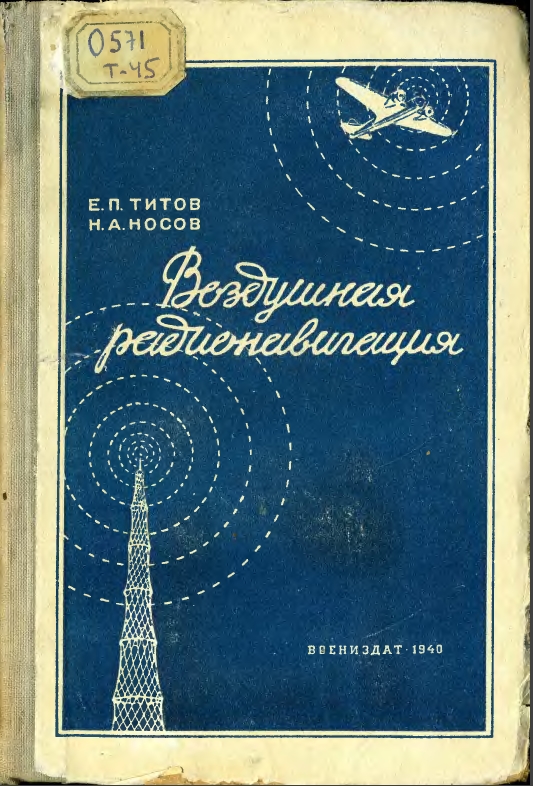 0571
Т-45
Е.П. ТИТОВ
Н.А. НОСОВ
Воздушная
радионавигация
ВОЕНИЗДАТ · 1940